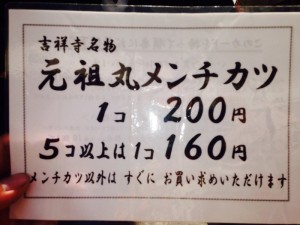 吉祥寺名物
元祖丸メンチカツ
1コ 200円
5コ以上は 1コ 160円
メンチカツ以外は すぐに お買い求めいただけます